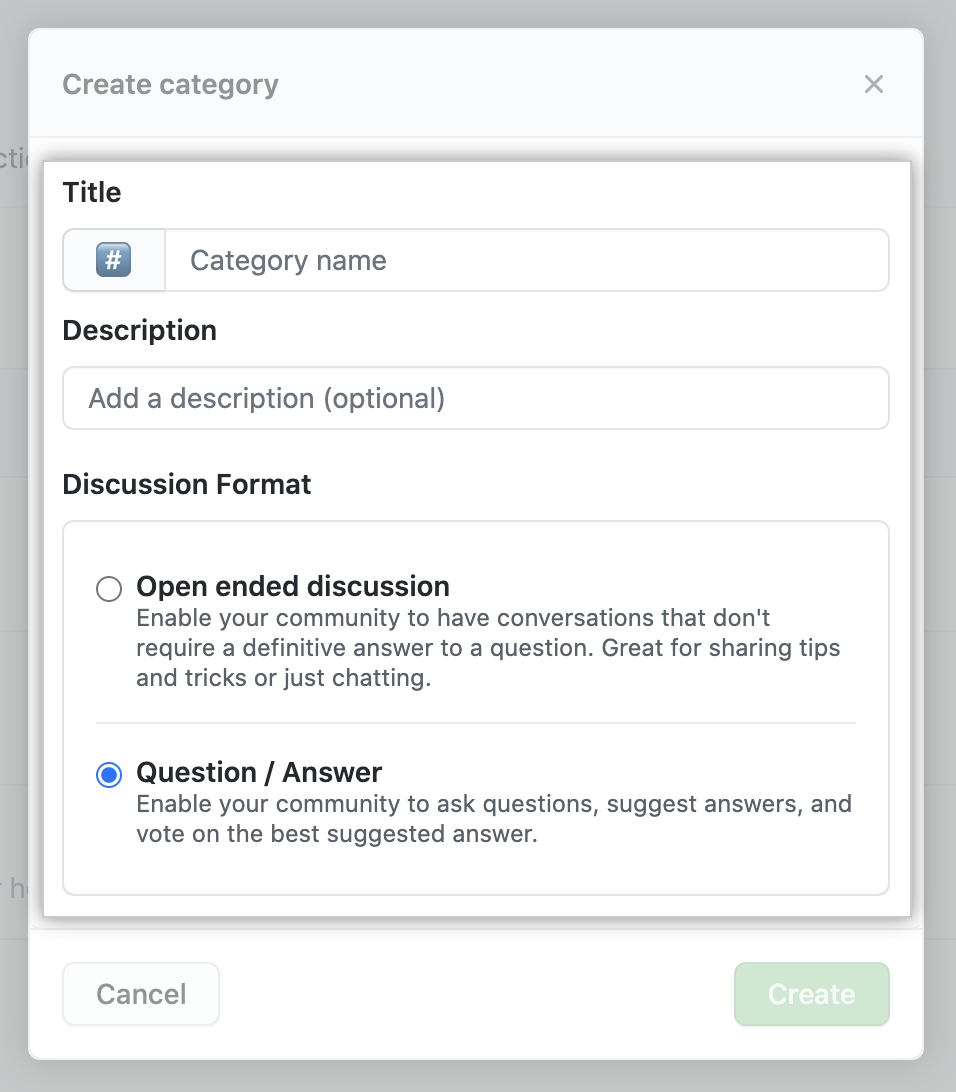 Create category
Title
# Category name
Description
Add a description (optional)
Discussion Format
Open ended discussion
Enable your community to have conversations that don't
require a definitive answer to a question. Great for sharing tips
and tricks or just chatting.
Question / Answer
Enable your community to ask questions, suggest answers, and
vote on the best suggested answer.
Cancel
Create